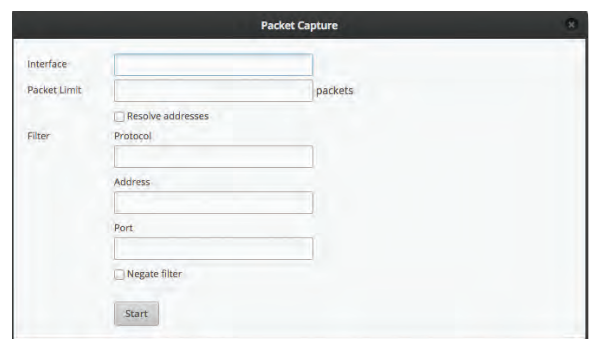 Packet Capture
Interface
Packet Limit packets
Resolve addresses
Filter Protocol
Address
Port
Negate filter
Start